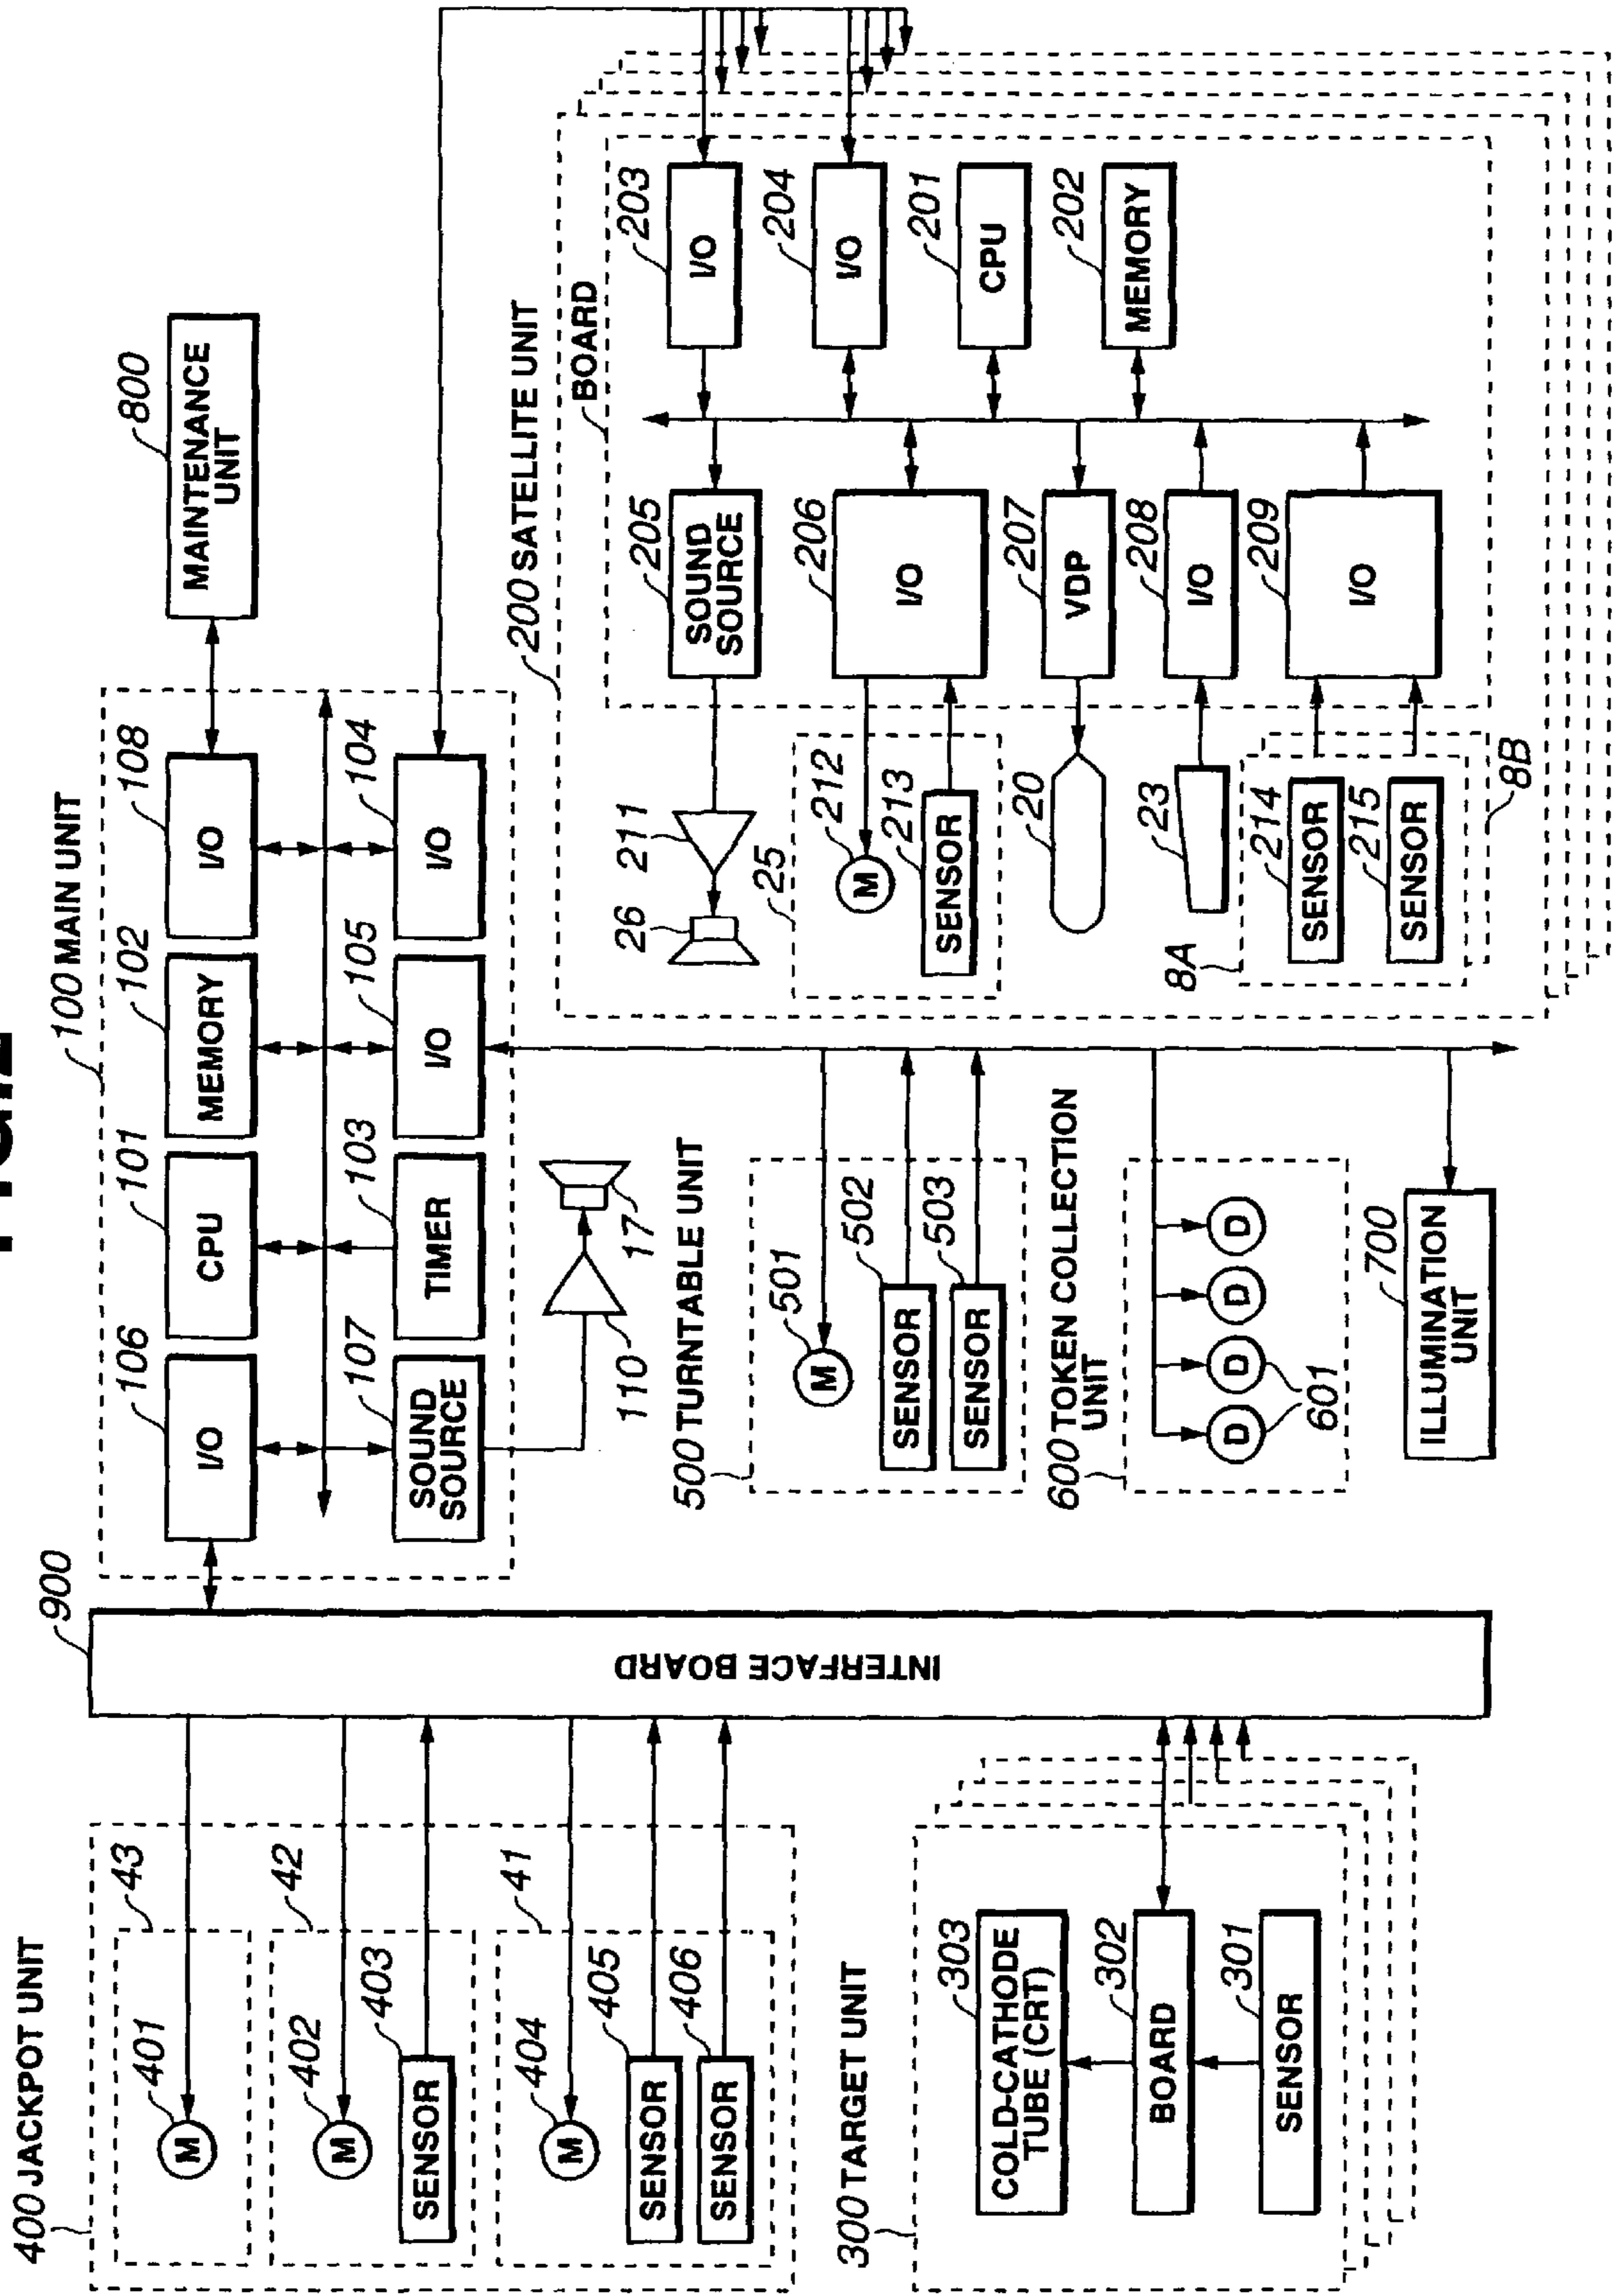 400 JACKPOT UNIT
43
401
M
42
402
M
403
SENSOR
41
404
M
405
SENSOR
406
SENSOR
300 TARGET UNIT
303
COLD-CATHODE
TUBE (CRT)
302
BOARD
301
SENSOR
900
INTERFACE BOARD
100 MAIN UNIT
106
I/O
101
CPU
102
MEMORY
108
I/O
107
SOUND
SOURCE
103
TIMER
105
I/O
104
I/O
110
17
800
MAINTENANCE
UNIT
500 TURNTABLE UNIT
501
M
502
SENSOR
503
SENSOR
600 TOKEN COLLECTION
UNIT
D
D
D
D
601
700
ILLUMINATION
UNIT
200 SATELLITE UNIT
BOARD
203
I/O
204
I/O
201
CPU
202
MEMORY
205
SOUND
SOURCE
206
I/O
207
VDP
208
I/O
209
I/O
211
26
25
212
M
213
SENSOR
20
23
8A
214
SENSOR
215
SENSOR
8B